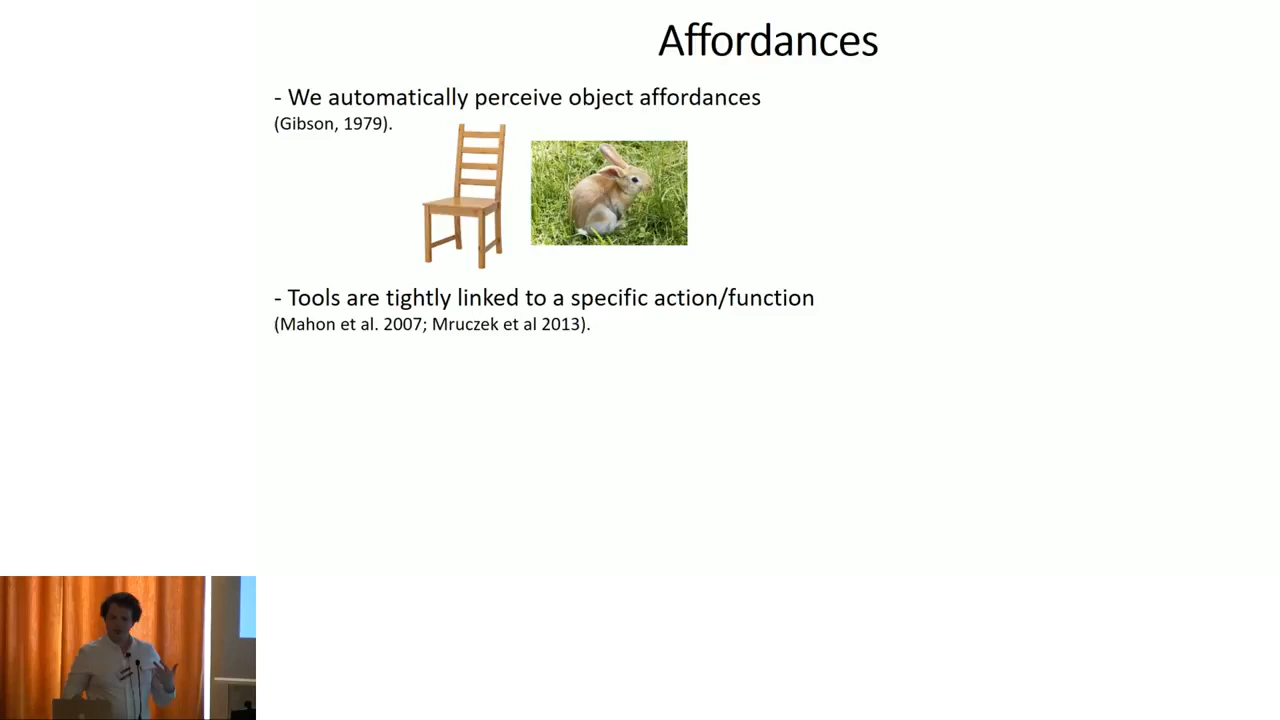 Affordances
- We automatically perceive object affordances
(Gibson, 1979).
- Tools are tightly linked to a specific action/function
(Mahon et al. 2007; Mruczek et al 2013).